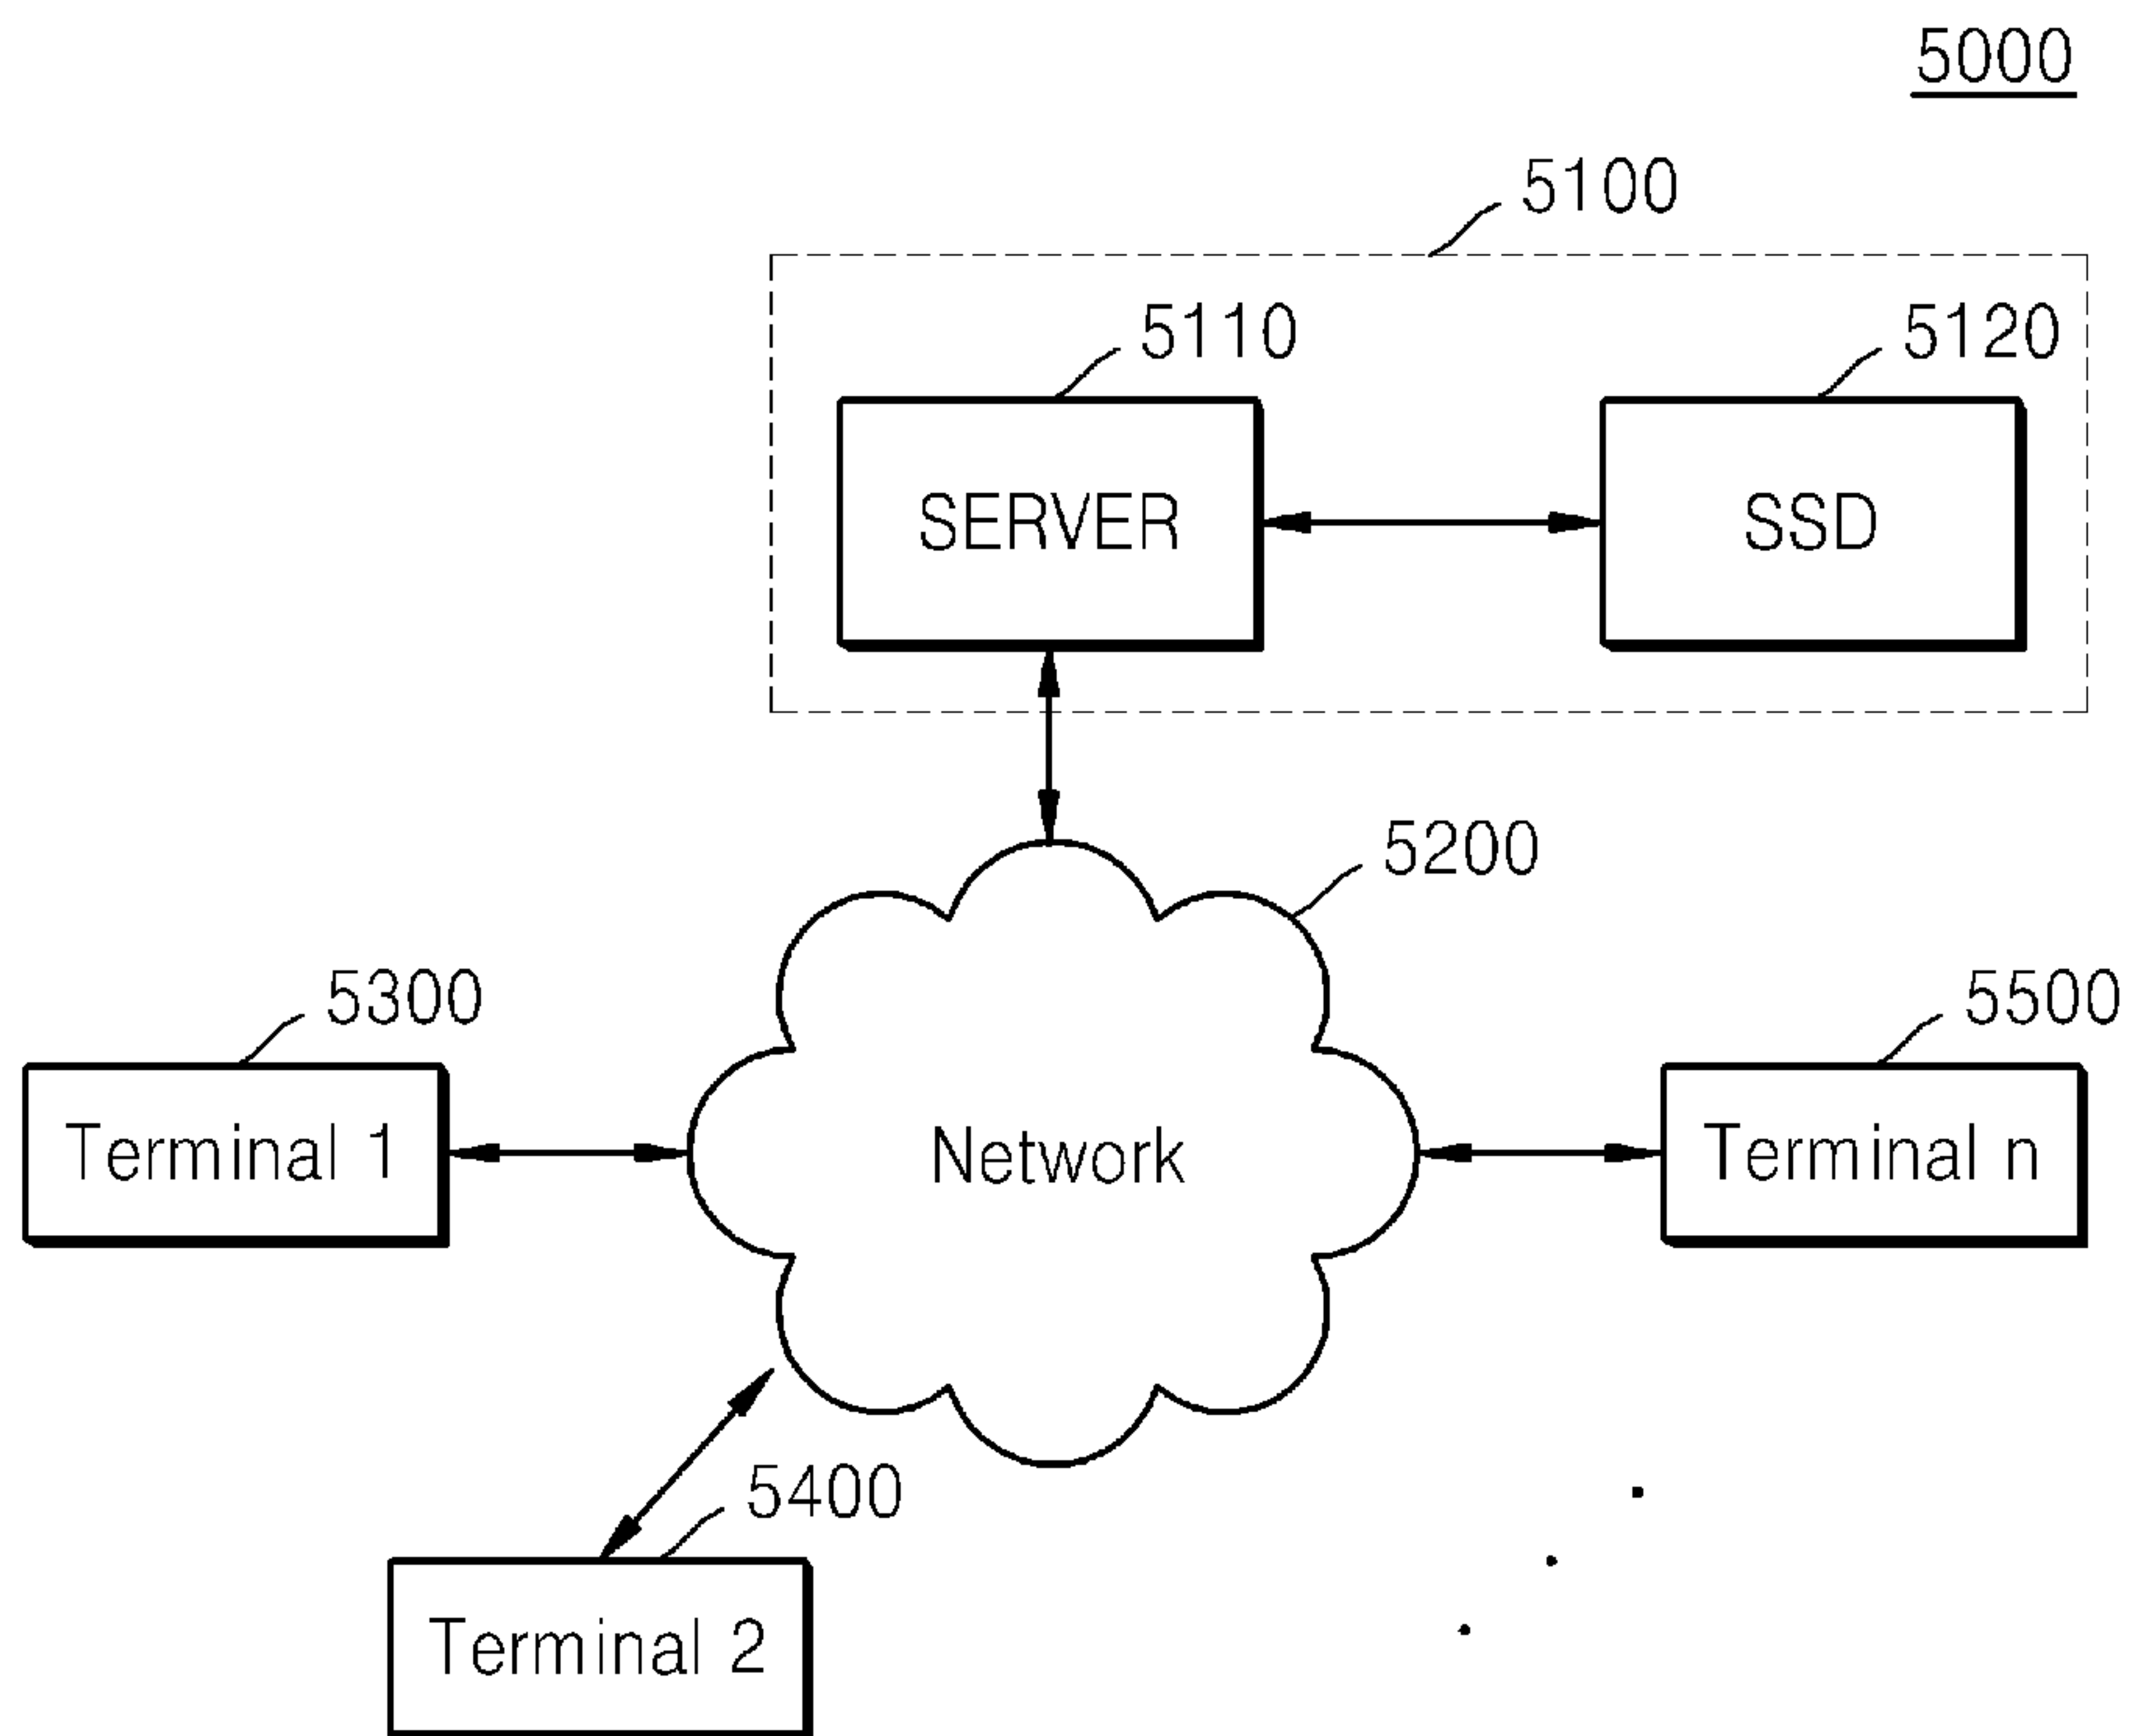 5000
5100
5110
5120
SERVER
SSD
5200
5300
5500
Terminal 1
Network
Terminal n
5400
Terminal 2